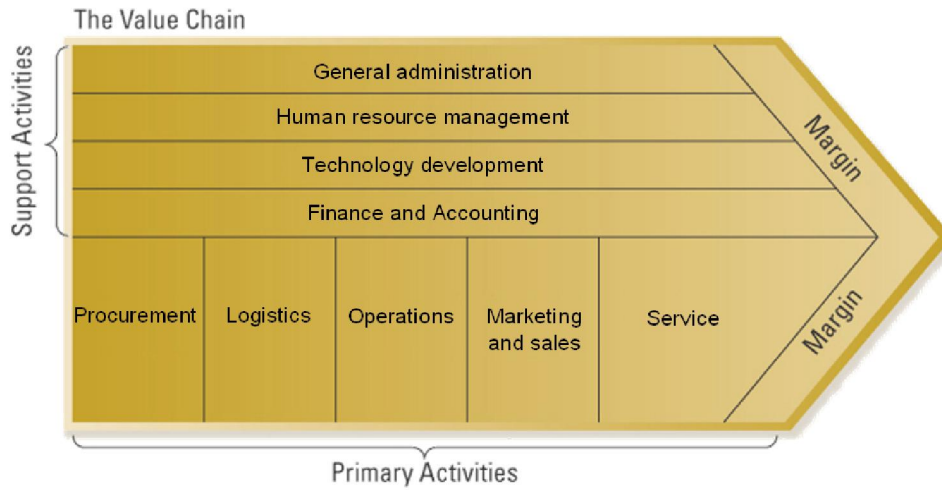 The Value Chain
Support Activities
General administration
Human resource management
Technology development
Finance and Accounting
Margin
Procurement
Logistics
Operations
Marketing
and sales
Service
Margin
Primary Activities